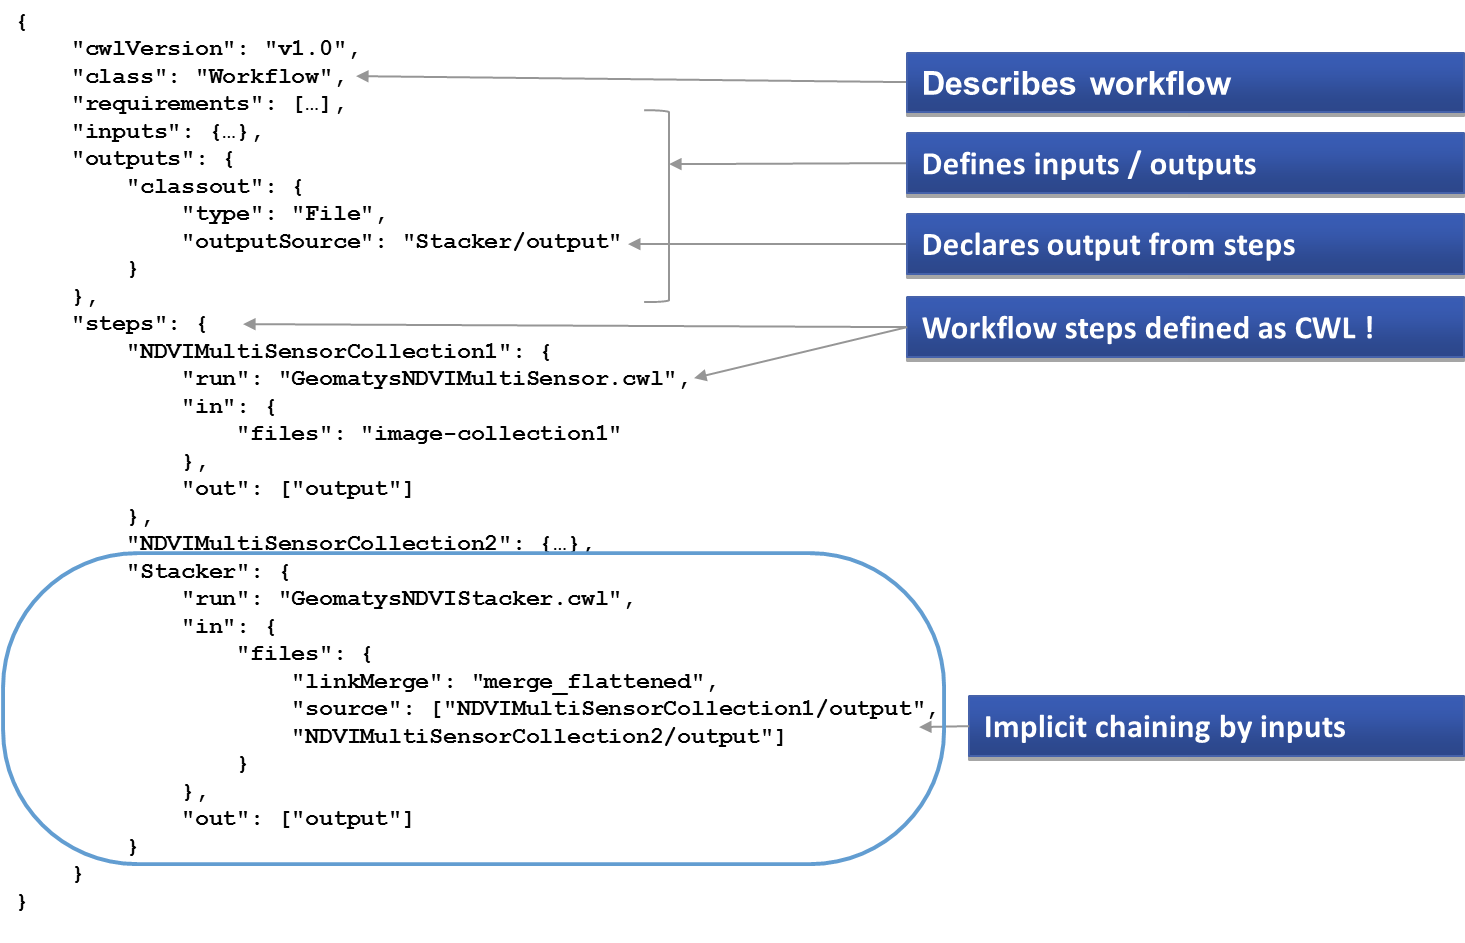 {
"cwlVersion": "v1.0",
"class": "Workflow",
"requirements": […],
"inputs": {…},
"outputs": {
"classout": {
"type": "File",
"outputSource": "Stacker/output"
}
},
"steps": {
"NDVIMultiSensorCollection1": {
"run": "GeomatysNDVIMultiSensor.cwl",
"in": {
"files": "image-collection1"
},
"out": ["output"]
},
"NDVIMultiSensorCollection2": {…},
"Stacker": {
"run": "GeomatysNDVIStacker.cwl",
"in": {
"files": {
"linkMerge": "merge_flattened",
"source": ["NDVIMultiSensorCollection1/output",
"NDVIMultiSensorCollection2/output"]
}
},
"out": ["output"]
}
}
}
Describes workflow
Defines inputs / outputs
Declares output from steps
Workflow steps defined as CWL !
Implicit chaining by inputs